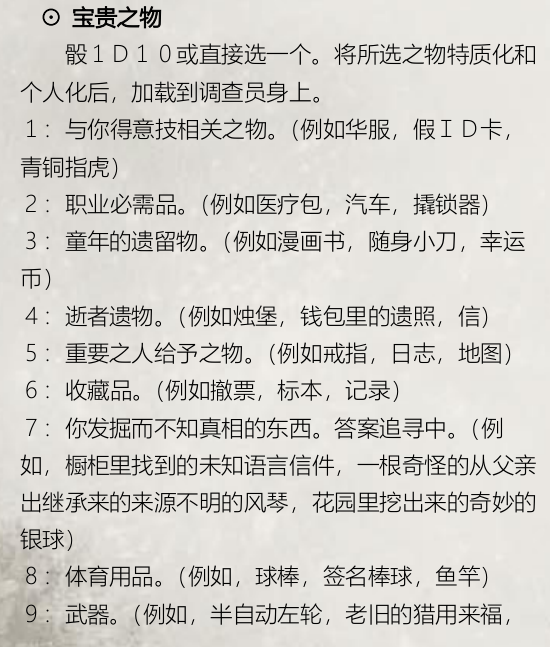 ⊙ 宝贵之物
骰１Ｄ１０或直接选一个。将所选之物特质化和
个人化后，加载到调查员身上。
１：与你得意技相关之物。（例如华服，假ＩＤ卡，
青铜指虎）
２：职业必需品。（例如医疗包，汽车，撬锁器）
３：童年的遗留物。（例如漫画书，随身小刀，幸运
币）
４：逝者遗物。（例如烛堡，钱包里的遗照，信）
５：重要之人给予之物。（例如戒指，日志，地图）
６：收藏品。（例如撤票，标本，记录）
７：你发掘而不知真相的东西。答案追寻中。（例
如，橱柜里找到的未知语言信件，一根奇怪的从父亲
出继承来的来源不明的风琴，花园里挖出来的奇妙的
银球）
８：体育用品。（例如，球棒，签名棒球，鱼竿）
９：武器。（例如，半自动左轮，老旧的猎用来福，